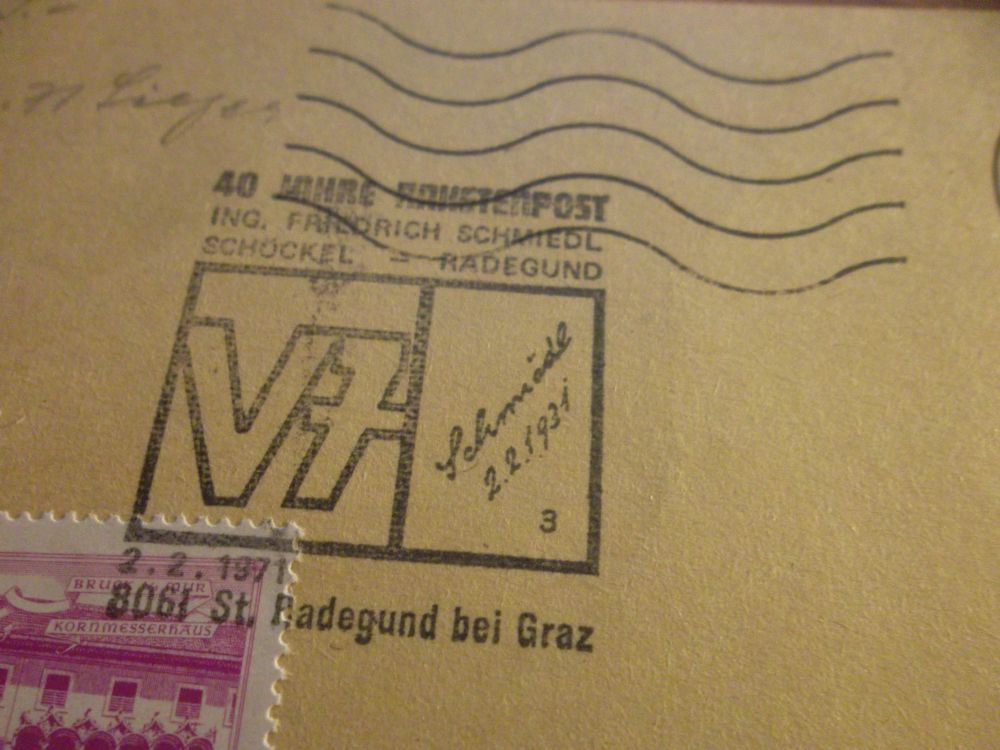 40 JAHRE RAKETENPOST
ING. FRIEDRICH SCHMIEDL
SCHÖCKEL - RADEGUND
V7
Schmiedl
2.2.1931
3
2.2.1971
8061 St. Radegund bei Graz
BRUCK A. MUR
KORNMESSERHAUS